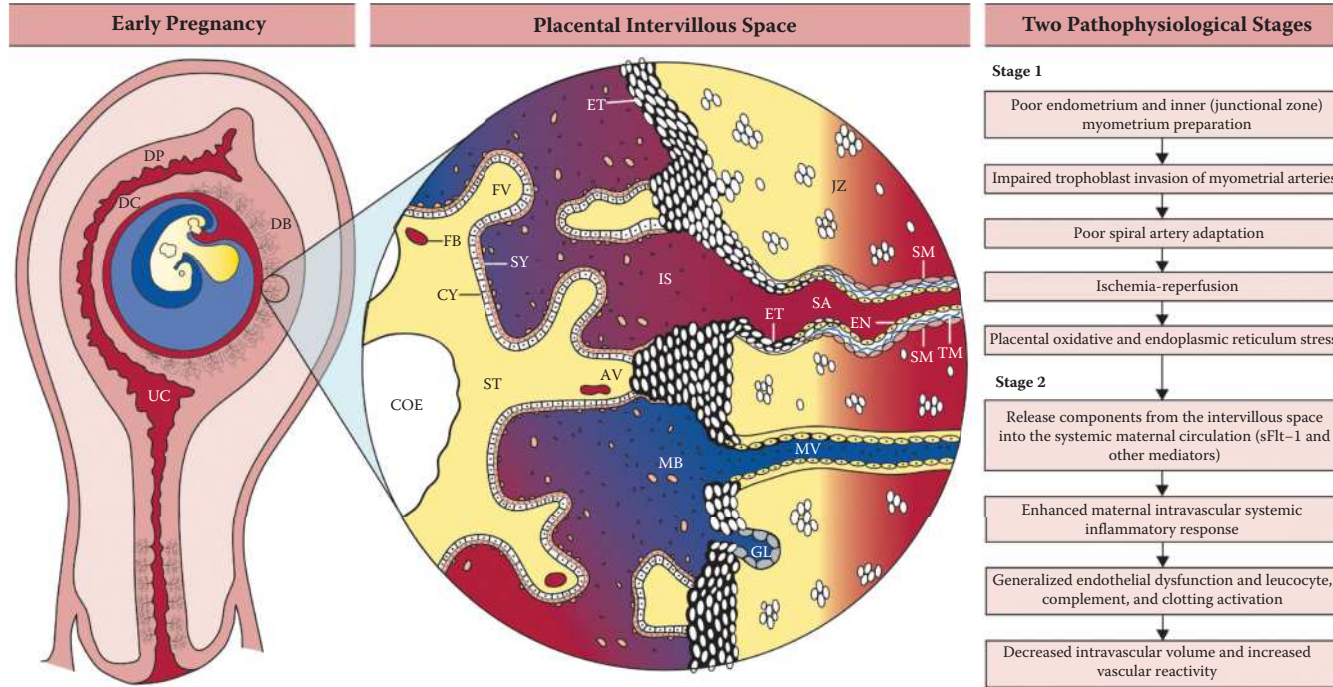 Early Pregnancy
DP
DC
DB
UC
Placental Intervillous Space
ET
FV
JZ
FB
SY
IS
SM
CY
SA
ET
EN
SM
TM
ST
AV
COE
MB
MV
GL
Two Pathophysiological Stages
Stage 1
Poor endometrium and inner (junctional zone)
myometrium preparation
Impaired trophoblast invasion of myometrial arteries
Poor spiral artery adaptation
Ischemia-reperfusion
Placental oxidative and endoplasmic reticulum stress
Stage 2
Release components from the intervillous space
into the systemic maternal circulation (sFlt–1 and
other mediators)
Enhanced maternal intravascular systemic
inflammatory response
Generalized endothelial dysfunction and leucocyte,
complement, and clotting activation
Decreased intravascular volume and increased
vascular reactivity